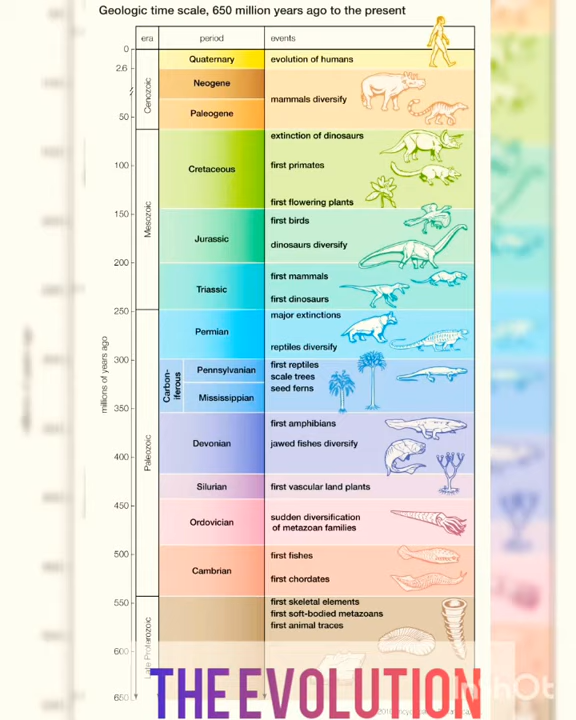 Geologic time scale, 650 million years ago to the present
era period events
0
Quaternary evolution of humans
2.6
Cenozoic
Neogene
mammals diversify
Paleogene
50
extinction of dinosaurs
100
Cretaceous
first primates
first flowering plants
150
Mesozoic
first birds
Jurassic
dinosaurs diversify
200
first mammals
Triassic
first dinosaurs
250
major extinctions
Permian
reptiles diversify
300
millions of years ago
Carbon-
iferous
Pennsylvanian
first reptiles
scale trees
seed ferns
Mississippian
350
first amphibians
Devonian
jawed fishes diversify
400
Paleozoic
Silurian first vascular land plants
450
Ordovician
sudden diversification
of metazoan families
500
first fishes
Cambrian
first chordates
550
first skeletal elements
first soft-bodied metazoans
first animal traces
600
Late Proterozoic
650
THE EVOLUTION
InShOt